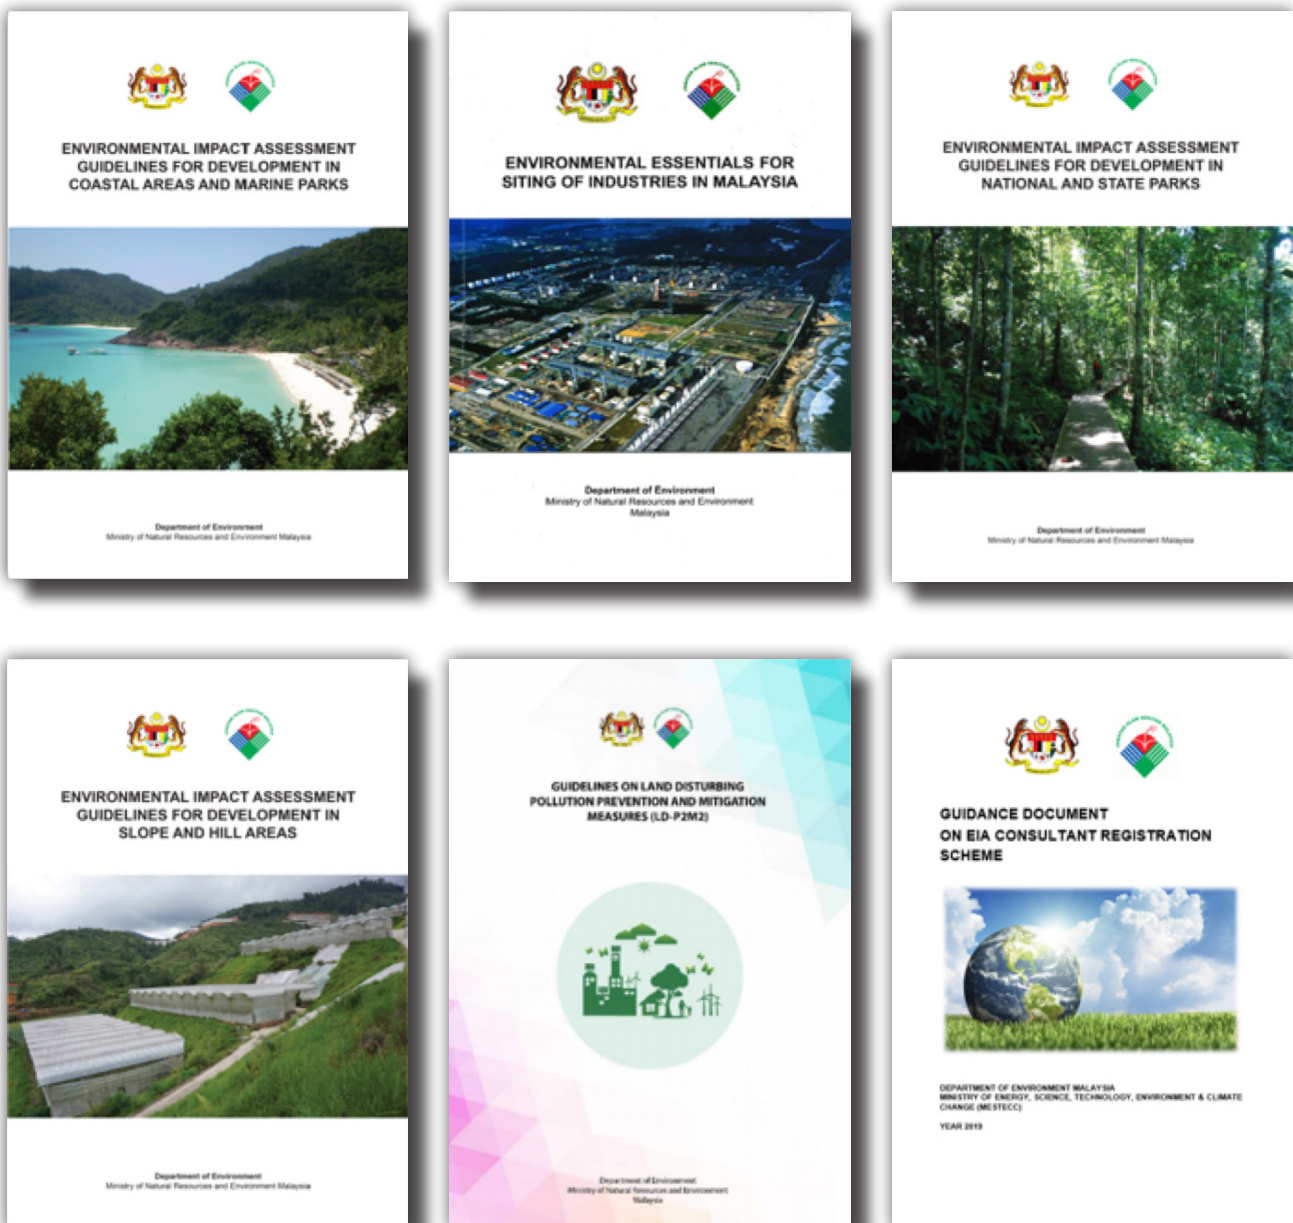 ENVIRONMENTAL IMPACT ASSESSMENT
GUIDELINES FOR DEVELOPMENT IN
COASTAL AREAS AND MARINE PARKS
Department of Environment
Ministry of Natural Resources and Environment Malaysia
ENVIRONMENTAL ESSENTIALS FOR
SITING OF INDUSTRIES IN MALAYSIA
Department of Environment
Ministry of Natural Resources and Environment
Malaysia
ENVIRONMENTAL IMPACT ASSESSMENT
GUIDELINES FOR DEVELOPMENT IN
NATIONAL AND STATE PARKS
Department of Environment
Ministry of Natural Resources and Environment Malaysia
ENVIRONMENTAL IMPACT ASSESSMENT
GUIDELINES FOR DEVELOPMENT IN
SLOPE AND HILL AREAS
Department of Environment
Ministry of Natural Resources and Environment Malaysia
GUIDELINES ON LAND DISTURBING
POLLUTION PREVENTION AND MITIGATION
MEASURES (LD-P2M2)
Department of Environment
Ministry of Natural Resources and Environment
Malaysia
GUIDANCE DOCUMENT
ON EIA CONSULTANT REGISTRATION
SCHEME
DEPARTMENT OF ENVIRONMENT MALAYSIA
MINISTRY OF ENERGY, SCIENCE, TECHNOLOGY, ENVIRONMENT & CLIMATE
CHANGE (MESTECC)
YEAR 2019